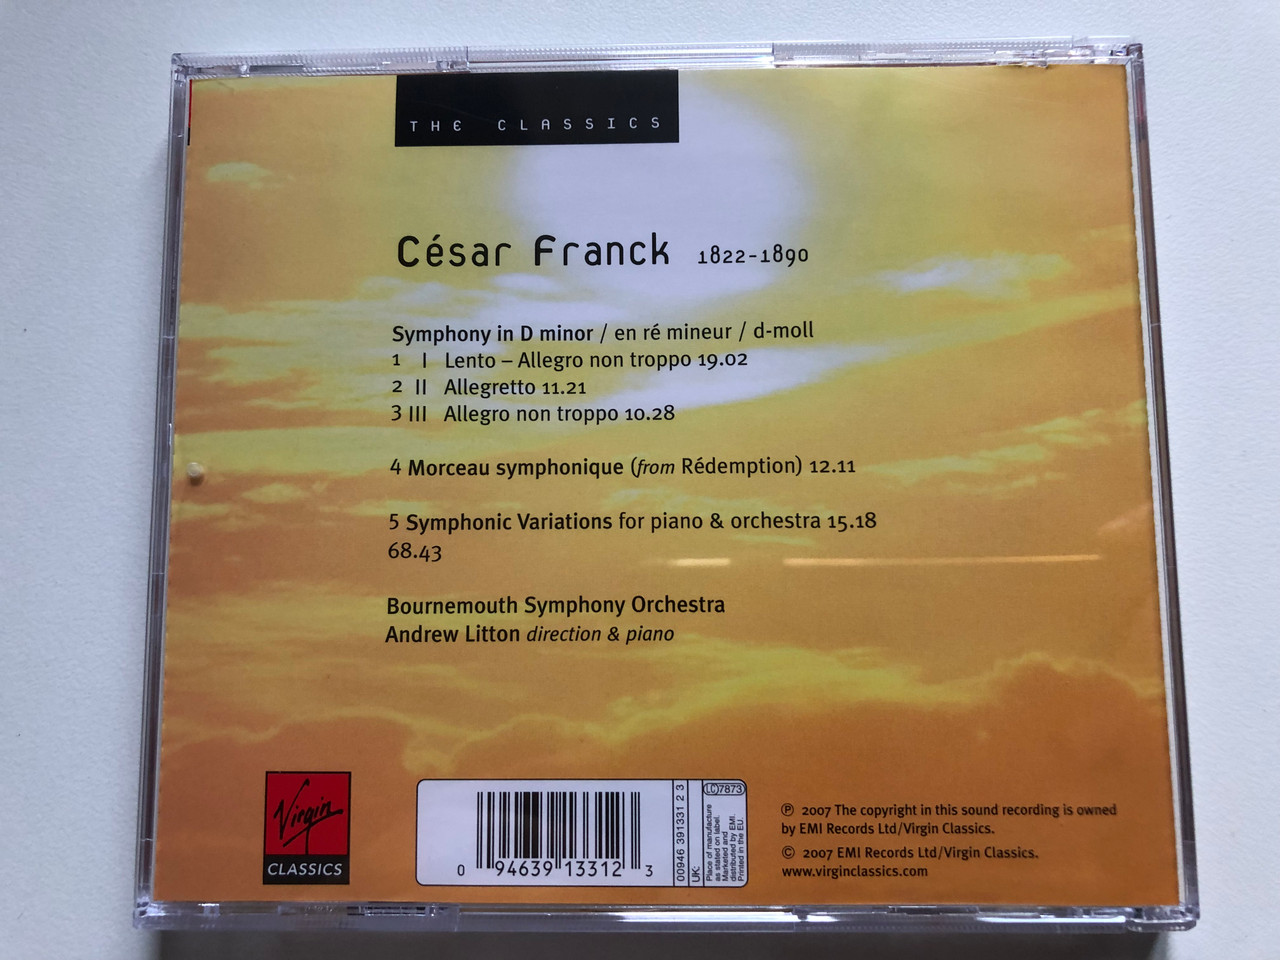 THE CLASSICS
César Franck 1822-1890
Symphony in D minor / en ré mineur / d-moll
1 I Lento – Allegro non troppo 19.02
2 II Allegretto 11.21
3 III Allegro non troppo 10.28
4 Morceau symphonique (from Rédemption) 12.11
5 Symphonic Variations for piano & orchestra 15.18
68.43
Bournemouth Symphony Orchestra
Andrew Litton direction & piano
Virgin
CLASSICS
0 94639 13312 3
00946 391331 2 3
UK:
LC 7873
Place of manufacture
as stated on label.
Marketed and
distributed by EMI.
Printed in the EU.
℗ 2007 The copyright in this sound recording is owned
by EMI Records Ltd/Virgin Classics.
© 2007 EMI Records Ltd/Virgin Classics.
www.virginclassics.com